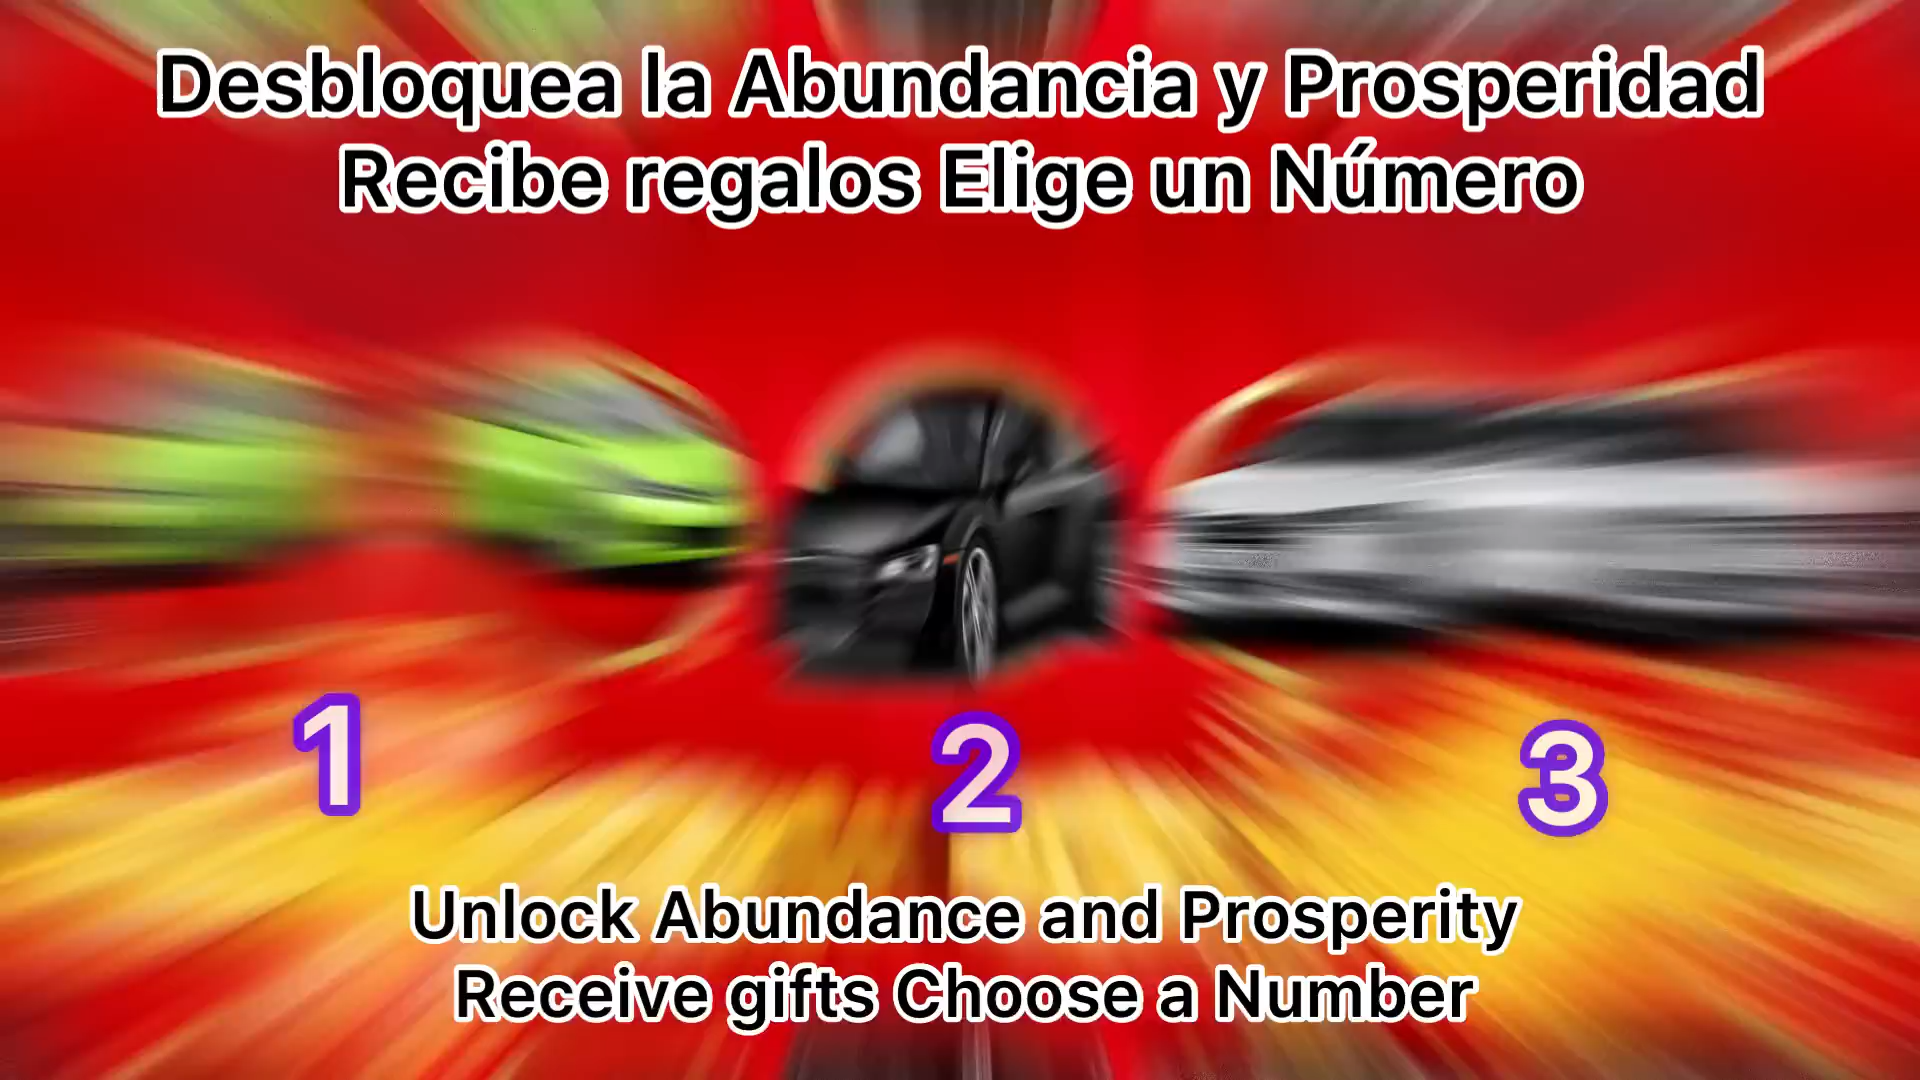 Desbloquea la Abundancia y Prosperidad
Recibe regalos Elige un Número
1
2
3
Unlock Abundance and Prosperity
Receive gifts Choose a Number